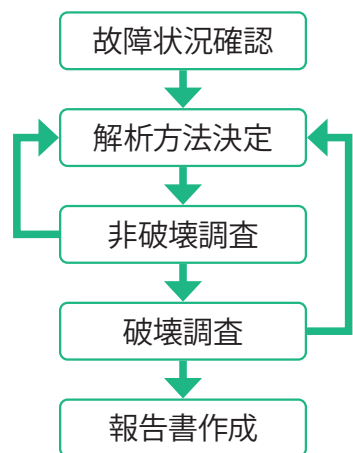 故障状況確認
解析方法決定
非破壊調査
破壊調査
報告書作成